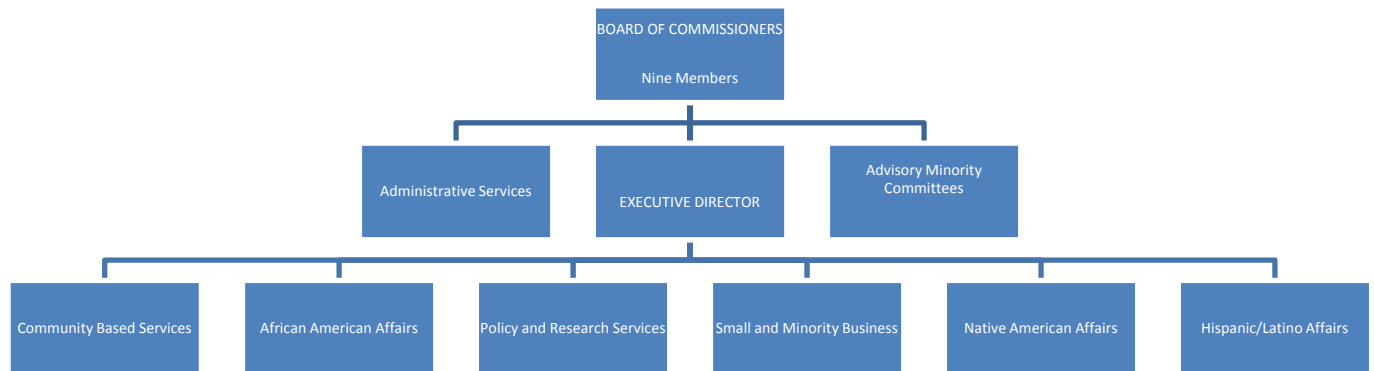 BOARD OF COMMISSIONERS
Nine Members
Administrative Services
EXECUTIVE DIRECTOR
Advisory Minority
Committees
Community Based Services
African American Affairs
Policy and Research Services
Small and Minority Business
Native American Affairs
Hispanic/Latino Affairs